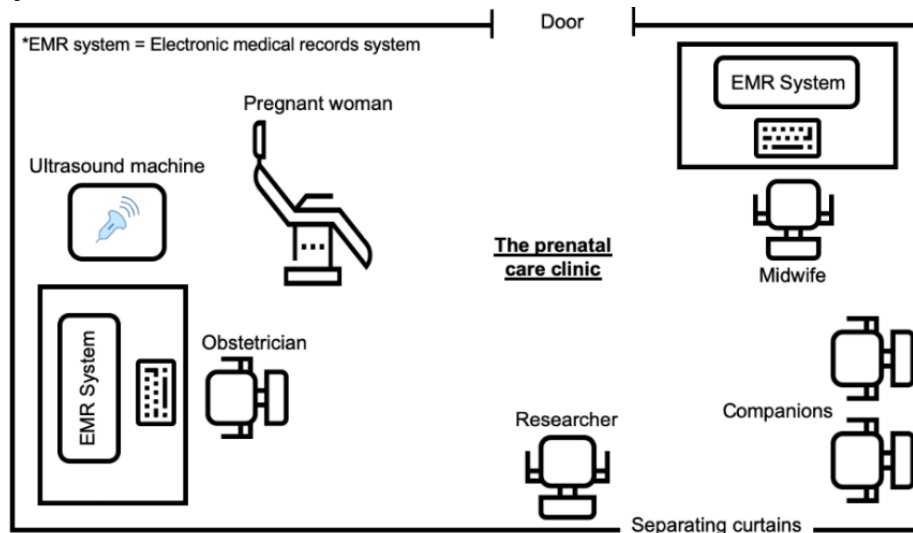 Door
*EMR system = Electronic medical records system
EMR System
Pregnant woman
Ultrasound machine
The prenatal
care clinic
Midwife
EMR System
Obstetrician
Researcher
Companions
Separating curtains